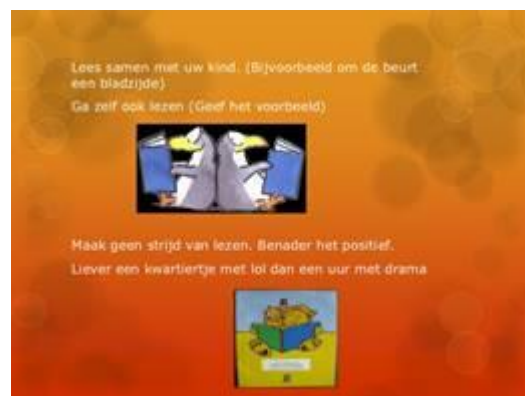 Lees samen met uw kind. (Bijvoorbeeld om de beurt
een bladzijde)
Ga zelf ook lezen (Geef het voorbeeld)
Maak geen strijd van lezen. Benader het positief.
Liever een kwartiertje met lol dan een uur met drama